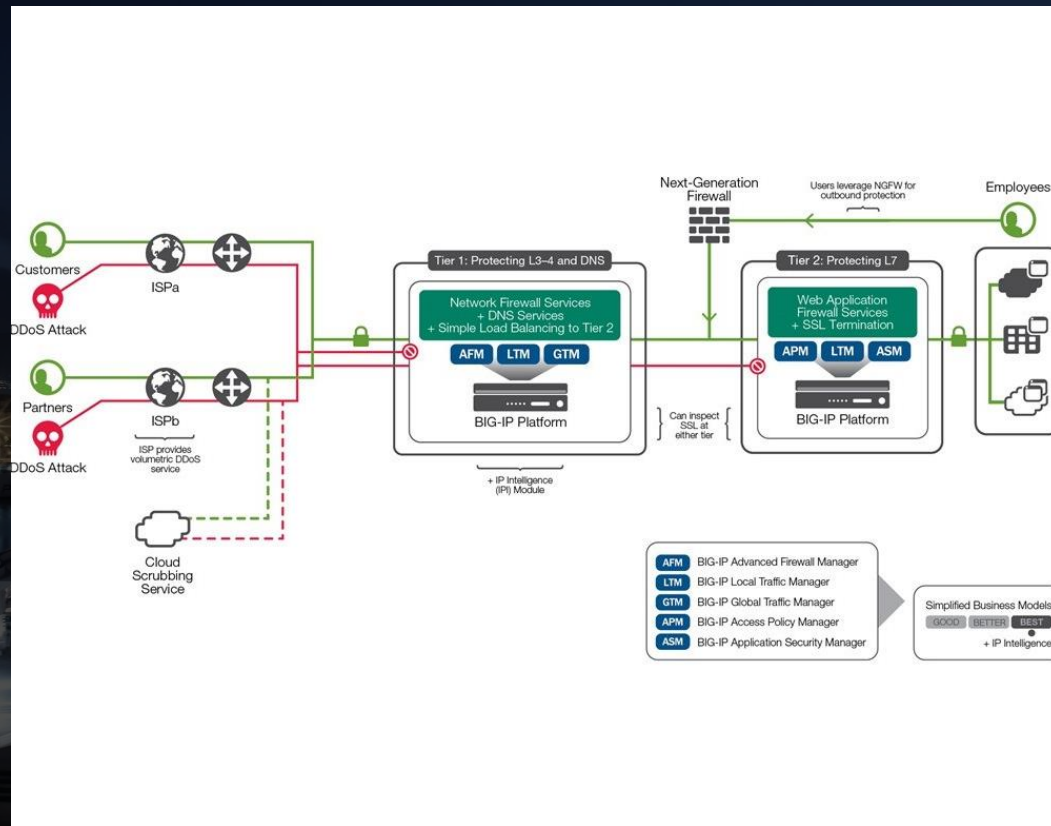 Next-Generation
Firewall
Users leverage NGFW for
outbound protection
Employees
Customers
DDoS Attack
ISPa
Partners
DDoS Attack
ISPb
ISP provides
volumetric DDoS
service
Cloud
Scrubbing
Service
Tier 1: Protecting L3–4 and DNS
Network Firewall Services
+ DNS Services
+ Simple Load Balancing to Tier 2
AFM LTM GTM
BIG-IP Platform
+ IP Intelligence
(IPI) Module
Can inspect
SSL at
either tier
Tier 2: Protecting L7
Web Application
Firewall Services
+ SSL Termination
APM LTM ASM
BIG-IP Platform
AFM BIG-IP Advanced Firewall Manager
LTM BIG-IP Local Traffic Manager
GTM BIG-IP Global Traffic Manager
APM BIG-IP Access Policy Manager
ASM BIG-IP Application Security Manager
Simplified Business Models
GOOD BETTER BEST
+ IP Intelligence